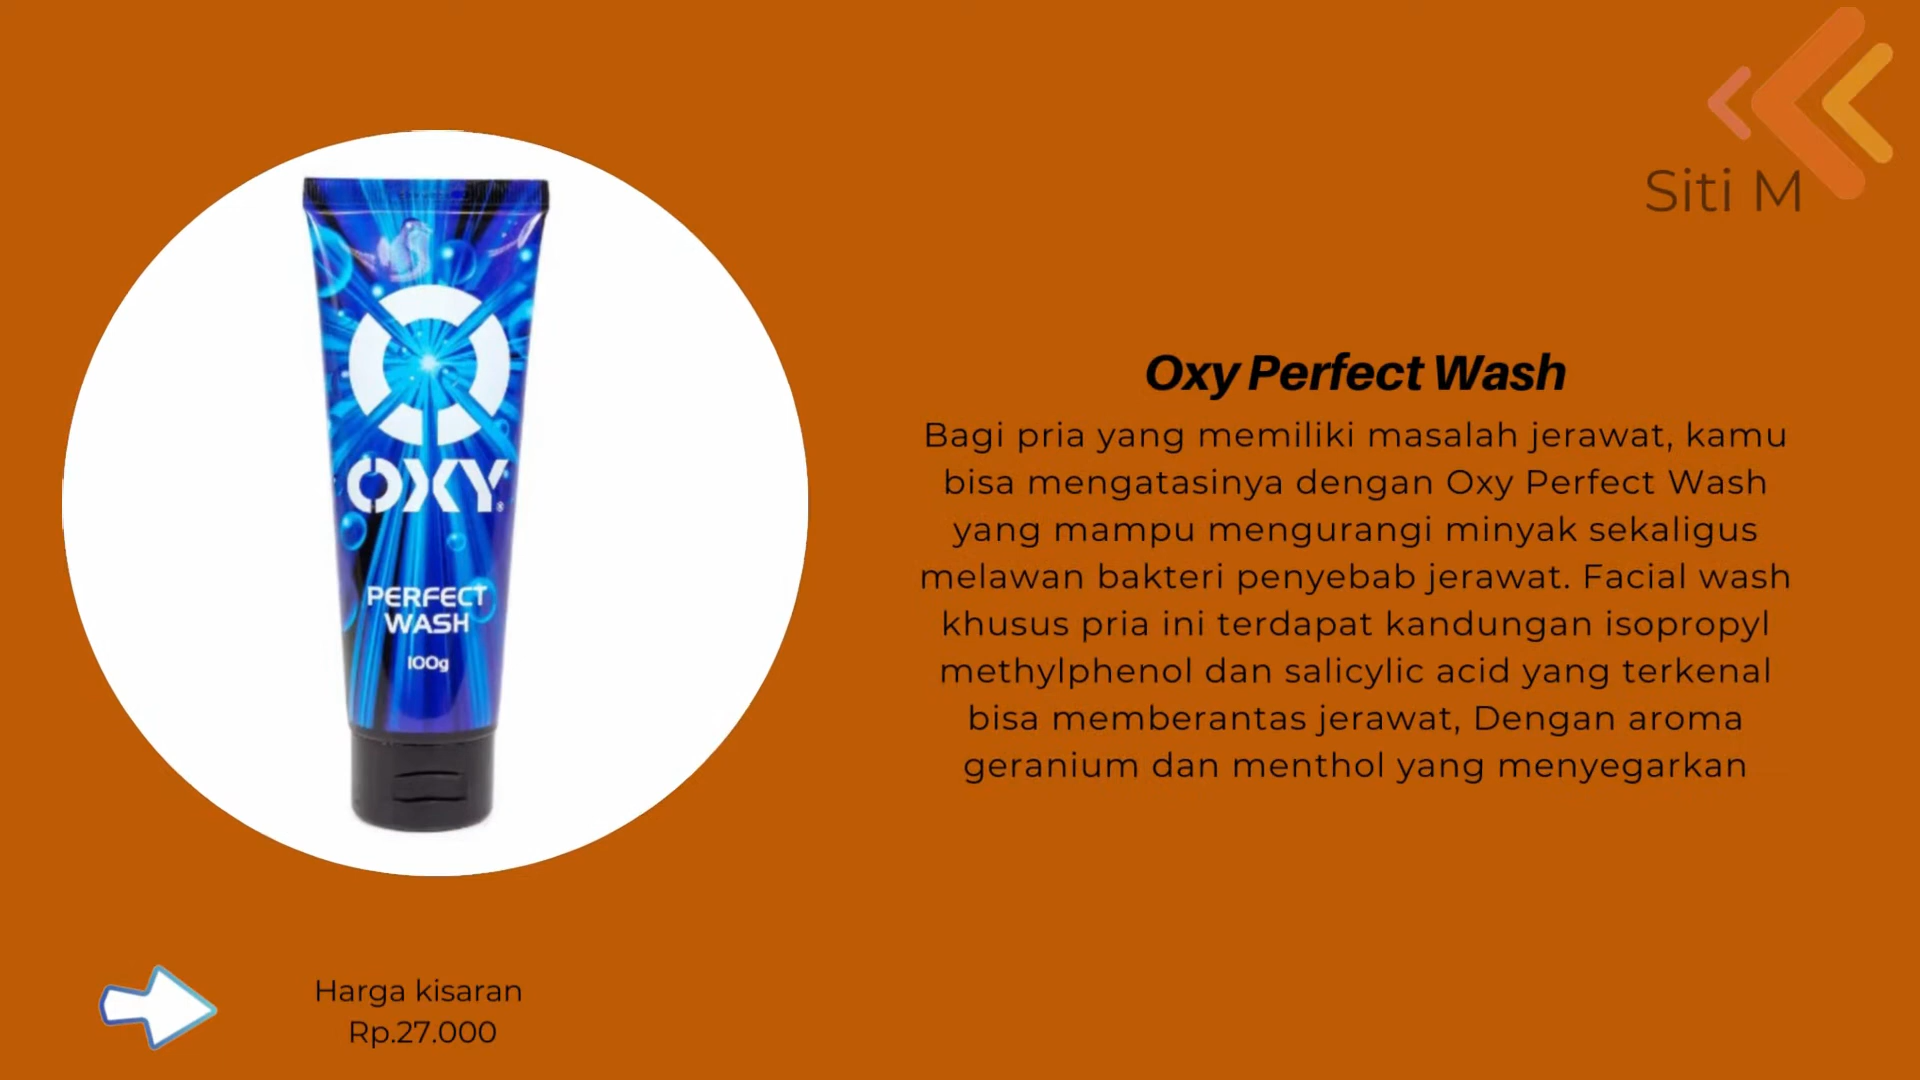 Siti M
OXY®
PERFECT
WASH
100g
Oxy Perfect Wash
Bagi pria yang memiliki masalah jerawat, kamu
bisa mengatasinya dengan Oxy Perfect Wash
yang mampu mengurangi minyak sekaligus
melawan bakteri penyebab jerawat. Facial wash
khusus pria ini terdapat kandungan isopropyl
methylphenol dan salicylic acid yang terkenal
bisa memberantas jerawat, Dengan aroma
geranium dan menthol yang menyegarkan
Harga kisaran
Rp.27.000